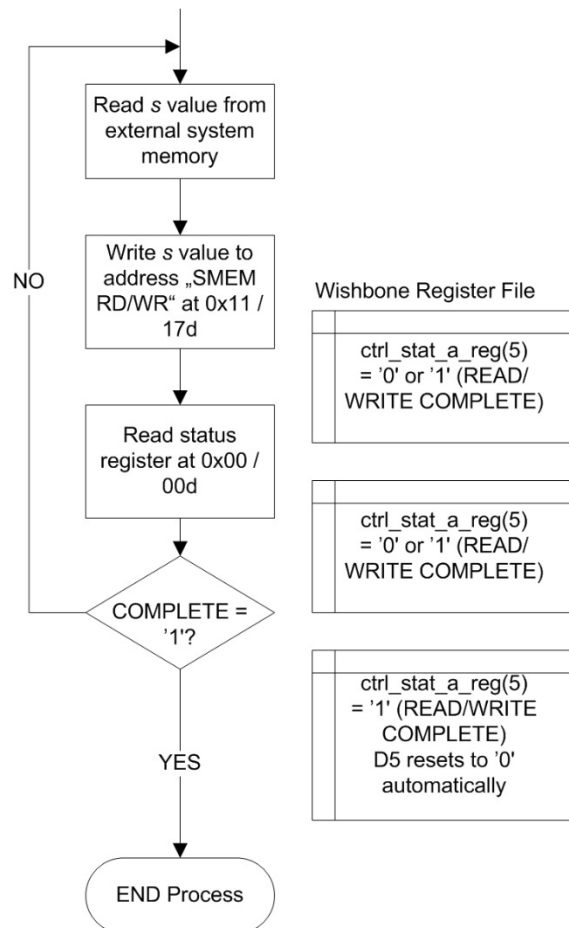 Read s value from
external system
memory
Write s value to
address „SMEM
RD/WR“ at 0x11 /
17d
NO
Wishbone Register File
ctrl_stat_a_reg(5)
= '0' or '1' (READ/
WRITE COMPLETE)
Read status
register at 0x00 /
00d
ctrl_stat_a_reg(5)
= '0' or '1' (READ/
WRITE COMPLETE)
COMPLETE =
'1'?
ctrl_stat_a_reg(5)
= '1' (READ/WRITE
COMPLETE)
D5 resets to '0'
automatically
YES
END Process